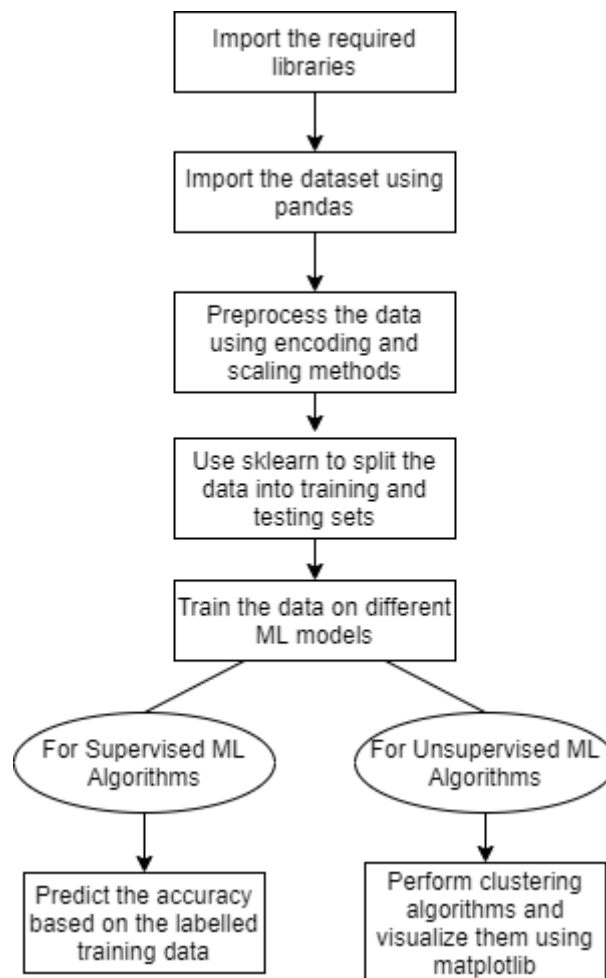 Import the required
libraries
Import the dataset using
pandas
Preprocess the data
using encoding and
scaling methods
Use sklearn to split the
data into training and
testing sets
Train the data on different
ML models
For Supervised ML
Algorithms
For Unsupervised ML
Algorithms
Predict the accuracy
based on the labelled
training data
Perform clustering
algorithms and
visualize them using
matplotlib